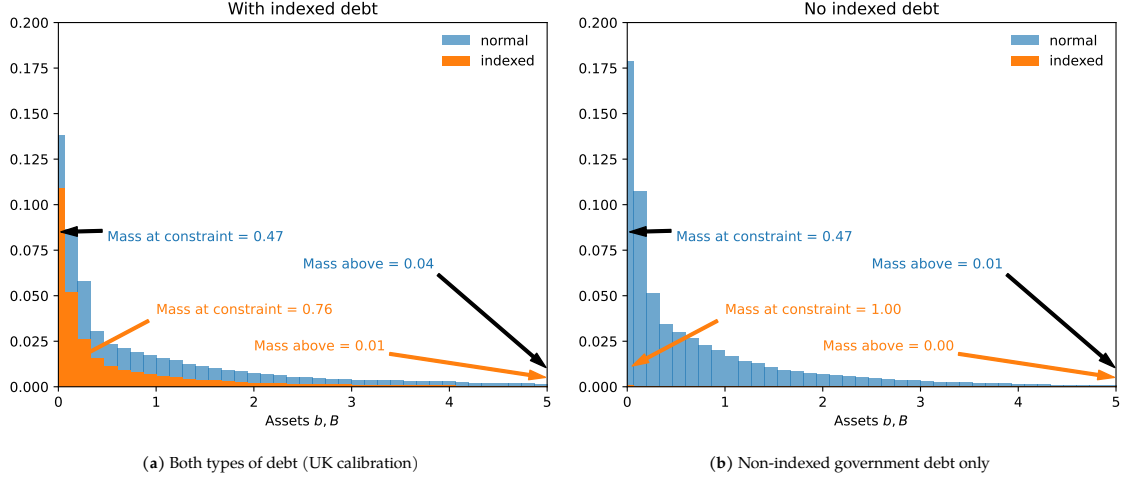 With indexed debt
0.200
0.175
0.150
0.125
0.100
0.075
0.050
0.025
0.000
normal
indexed
Mass at constraint = 0.47
Mass above = 0.04
Mass at constraint = 0.76
Mass above = 0.01
0 1 2 3 4 5
Assets b, B
(a) Both types of debt (UK calibration)
No indexed debt
0.200
0.175
0.150
0.125
0.100
0.075
0.050
0.025
0.000
normal
indexed
Mass at constraint = 0.47
Mass above = 0.01
Mass at constraint = 1.00
Mass above = 0.00
0 1 2 3 4 5
Assets b, B
(b) Non-indexed government debt only